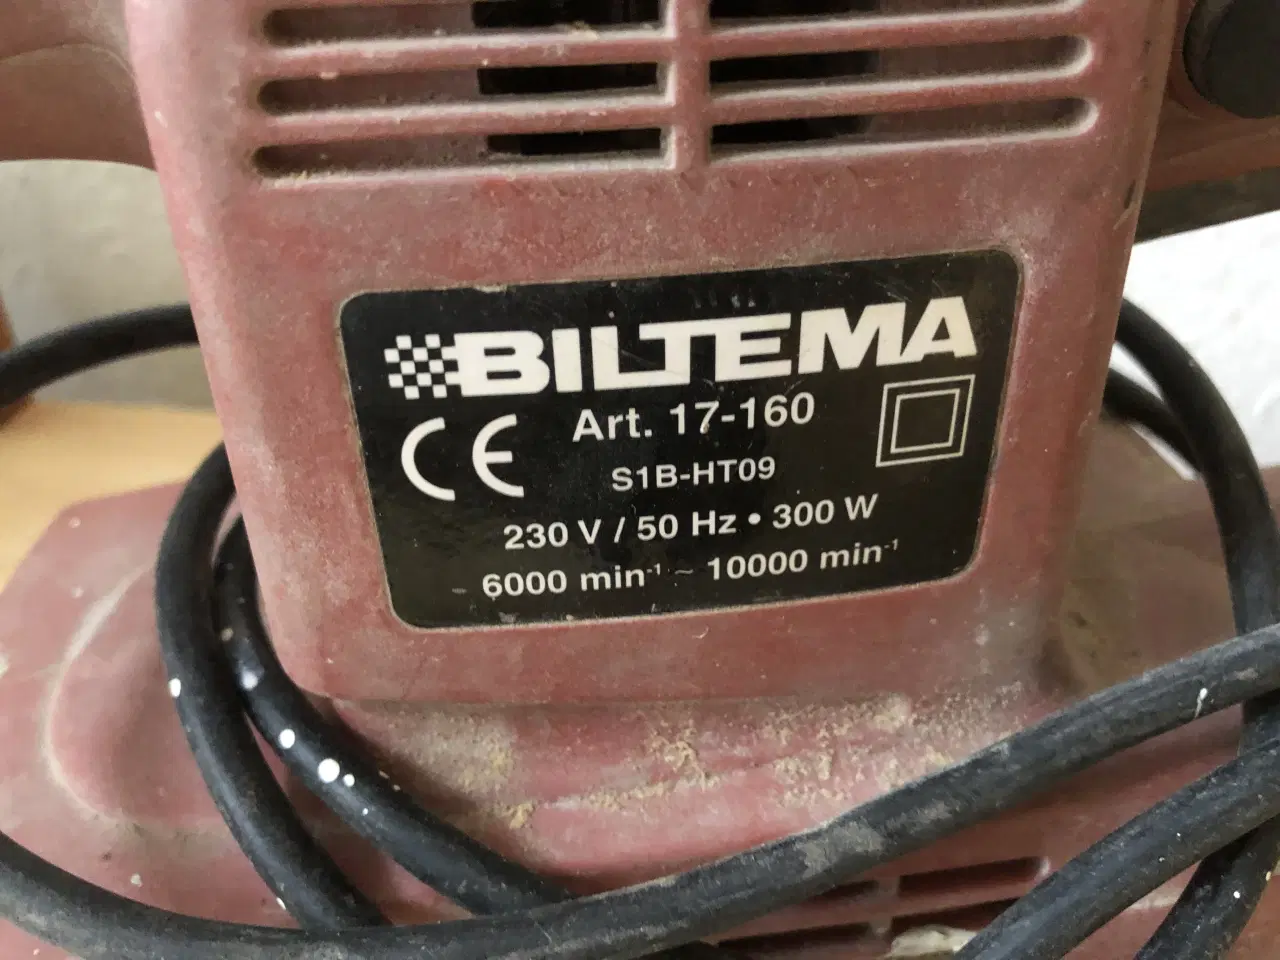 BILTEMA
CE Art. 17-160
S1B-HT09
230 V / 50 Hz • 300 W
6000 min⁻¹ ~ 10000 min⁻¹